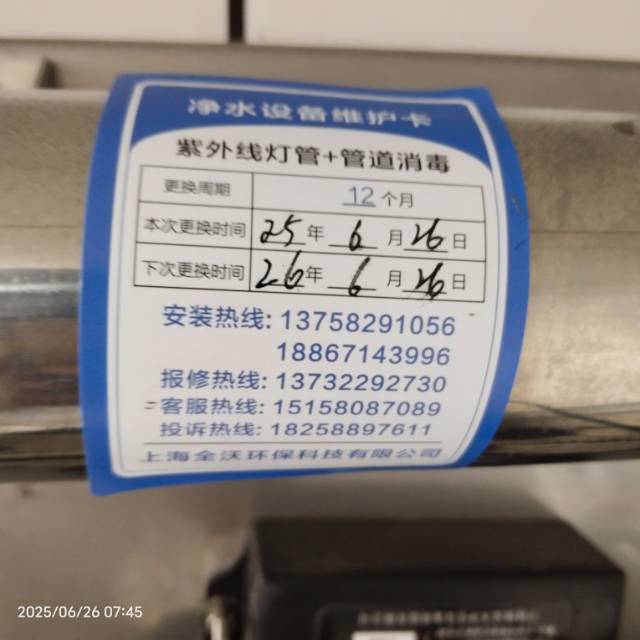 净水设备维护卡
紫外线灯管+管道消毒
更换周期 12个月
本次更换时间 25年 6月26日
下次更换时间 26年 6月26日
安装热线: 13758291056
18867143996
报修热线: 13732292730
客服热线: 15158087089
投诉热线: 18258897611
上海全沃环保科技有限公司
2025/06/26 07:45